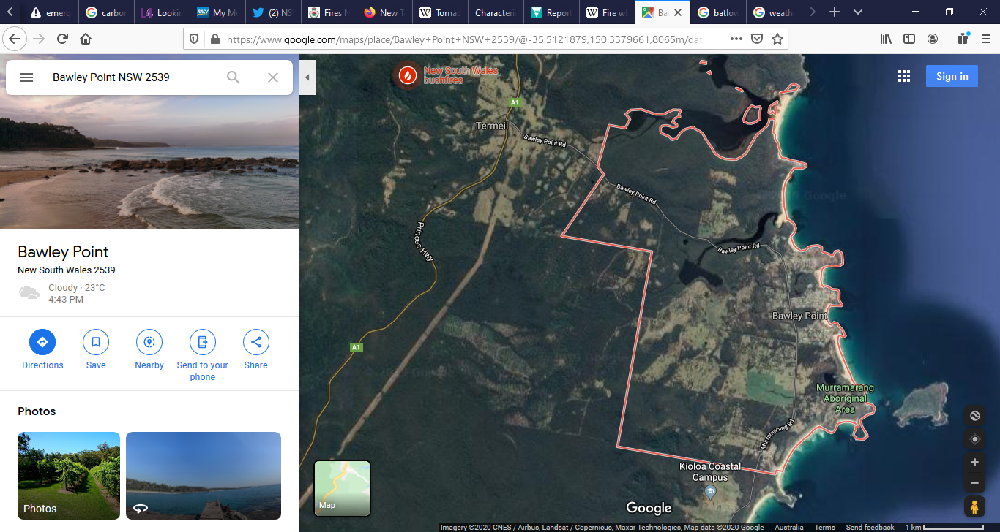 emerg
carbon
Lookin
RACV
My M
(2) NS
Fires N
New T
W
Tornac
Characterin
Report
W
Fire wh
Ba
batlow
weath
https://www.google.com/maps/place/Bawley+Point+NSW+2539/@-35.5121879,150.3379661,8065m/dat
Bawley Point NSW 2539
Bawley Point
New South Wales 2539
Cloudy · 23°C
4:43 PM
Directions
Save
Nearby
Send to your
phone
Share
Photos
Photos
New South Wales
bushfires
Sign in
A1
Termeil
Bawley Point Rd
Bawley Point Rd
Princes Hwy
Bawley Point Rd
Bawley Point
A1
Murramarang
Aboriginal
Area
Murramarang Rd
Kioloa Coastal
Campus
Map
Google
Imagery ©2020 CNES / Airbus, Landsat / Copernicus, Maxar Technologies, Map data ©2020 Google
Australia
Terms
Send feedback
1 km